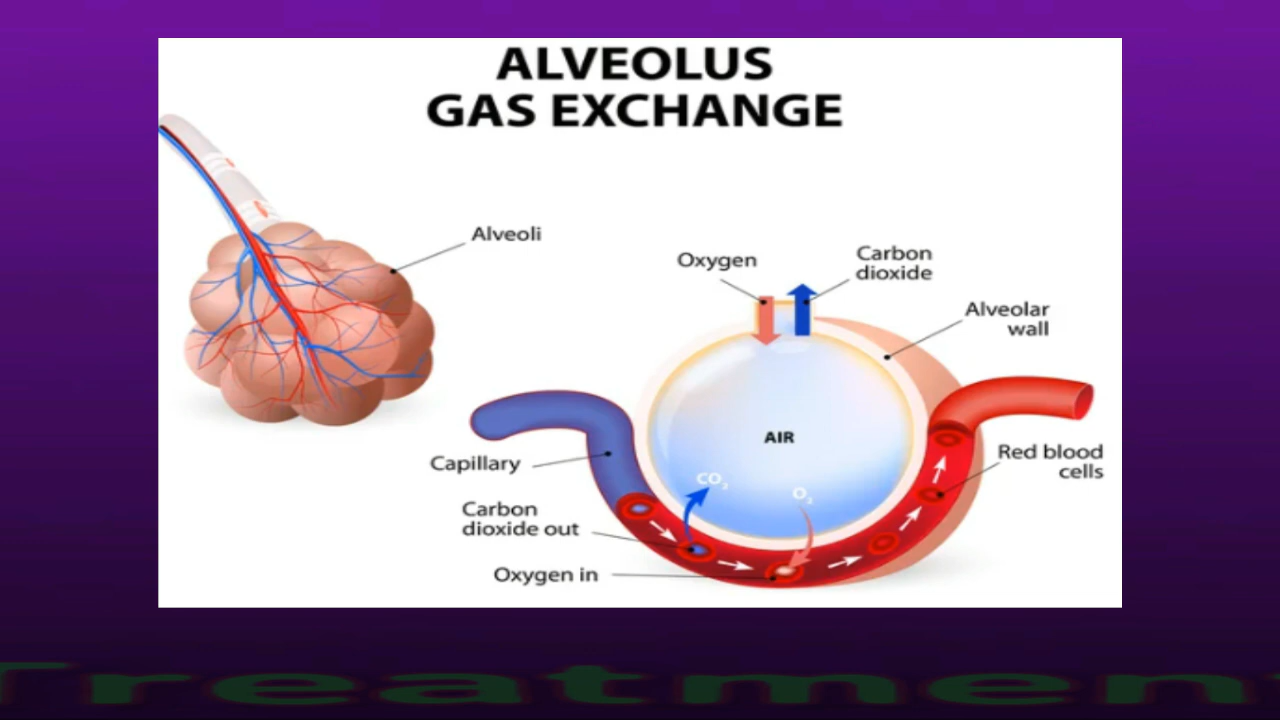 ALVEOLUS
GAS EXCHANGE
Alveoli
Oxygen
Carbon
dioxide
Alveolar
wall
AIR
Capillary
CO2
O2
Red blood
cells
Carbon
dioxide out
Oxygen in
Treatment